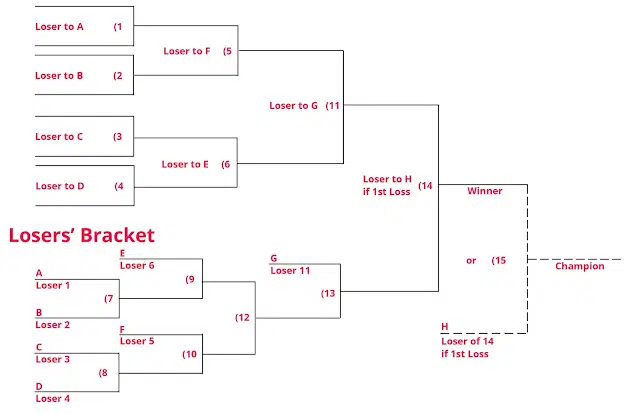 Loser to A (1
Loser to F (5
Loser to B (2
Loser to G (11
Loser to C (3
Loser to E (6
Loser to D (4
Loser to H
if 1st Loss (14
Winner
Losers' Bracket
E
Loser 6
G
Loser 11
or (15
Champion
A
Loser 1
(9
(7
(13
B
Loser 2
(12
F
Loser 5
H
Loser of 14
if 1st Loss
C
Loser 3
(10
(8
D
Loser 4